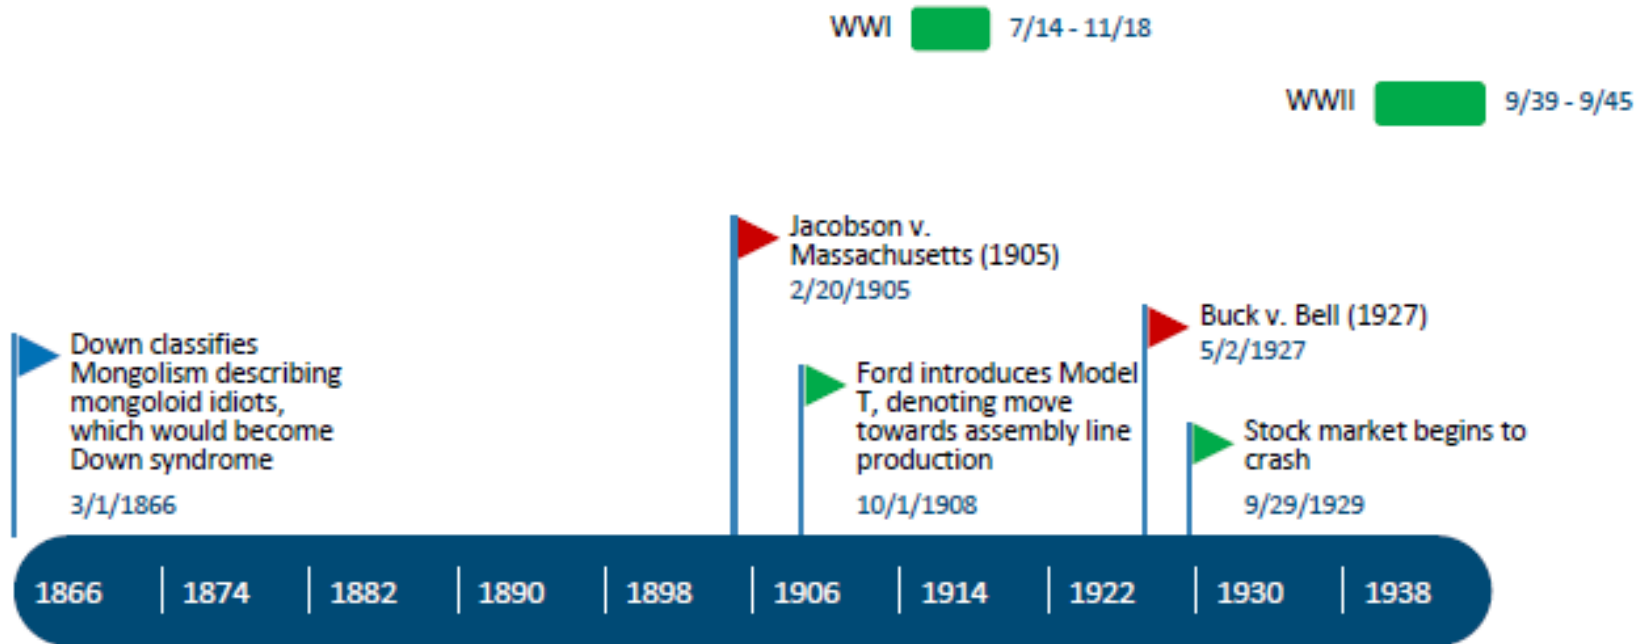 WWI 7/14 - 11/18
WWII 9/39 - 9/45
Jacobson v.
Massachusetts (1905)
2/20/1905
Buck v. Bell (1927)
5/2/1927
Down classifies
Mongolism describing
mongoloid idiots,
which would become
Down syndrome
3/1/1866
Ford introduces Model
T, denoting move
towards assembly line
production
10/1/1908
Stock market begins to
crash
9/29/1929
1866 1874 1882 1890 1898 1906 1914 1922 1930 1938